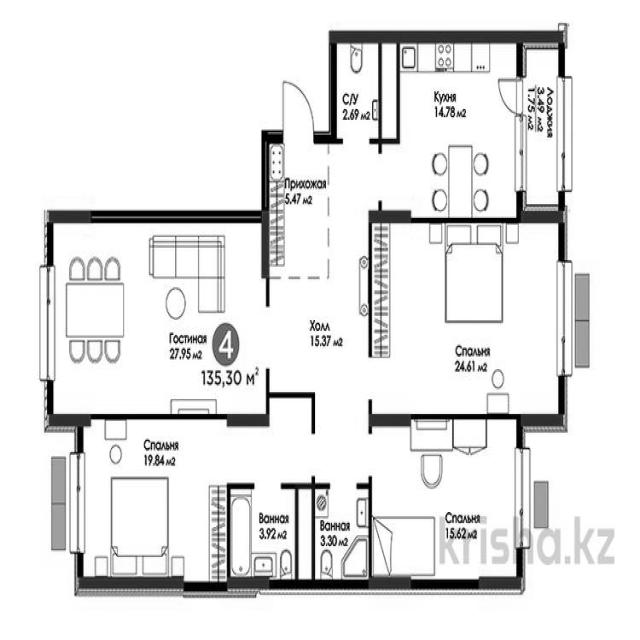 С/У
2.69 м2
Кухня
14.78 м2
Лоджия
3.49 м2
1.75 м2
Прихожая
5.47 м2
Гостиная
27.95 м2
4
135,30 м2
Холл
15.37 м2
Спальня
24.61 м2
Спальня
19.84 м2
Ванная
3.92 м2
Ванная
3.30 м2
Спальня
15.62 м2
krisha.kz